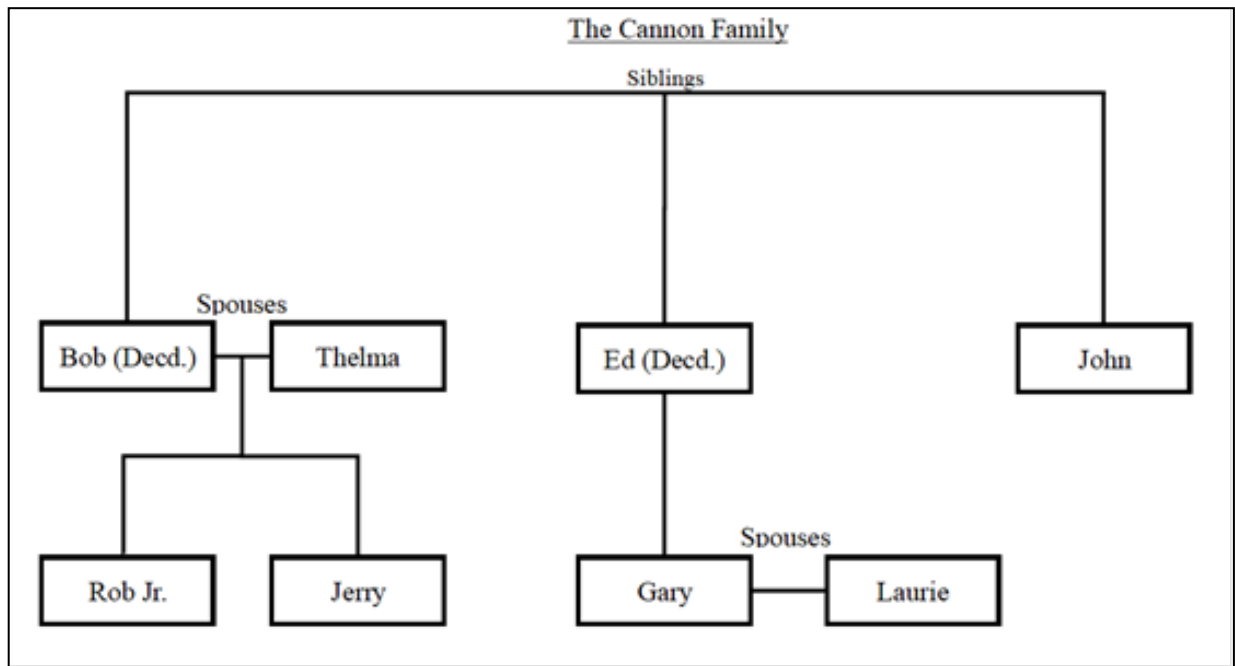 The Cannon Family
Siblings
Spouses
Bob (Decd.)
Thelma
Ed (Decd.)
John
Spouses
Rob Jr.
Jerry
Gary
Laurie